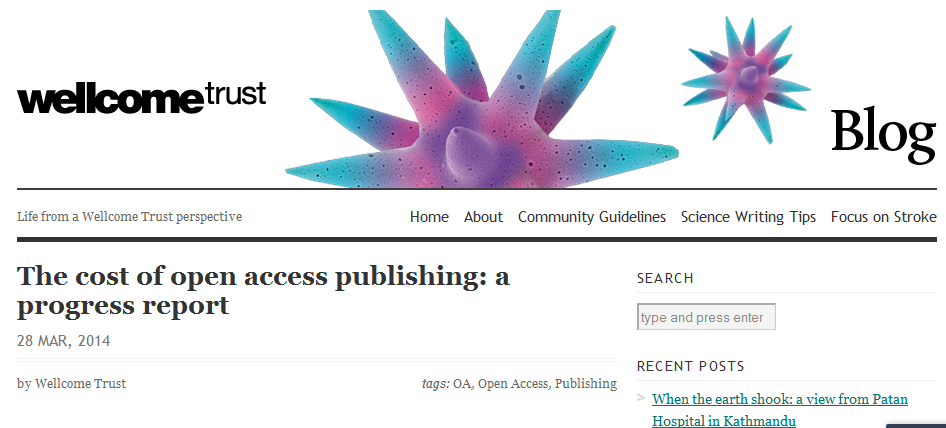 wellcometrust
Blog
Life from a Wellcome Trust perspective
Home About Community Guidelines Science Writing Tips Focus on Stroke
The cost of open access publishing: a
progress report
28 MAR, 2014
by Wellcome Trust
tags: OA, Open Access, Publishing
SEARCH
type and press enter
RECENT POSTS
> When the earth shook: a view from Patan
Hospital in Kathmandu